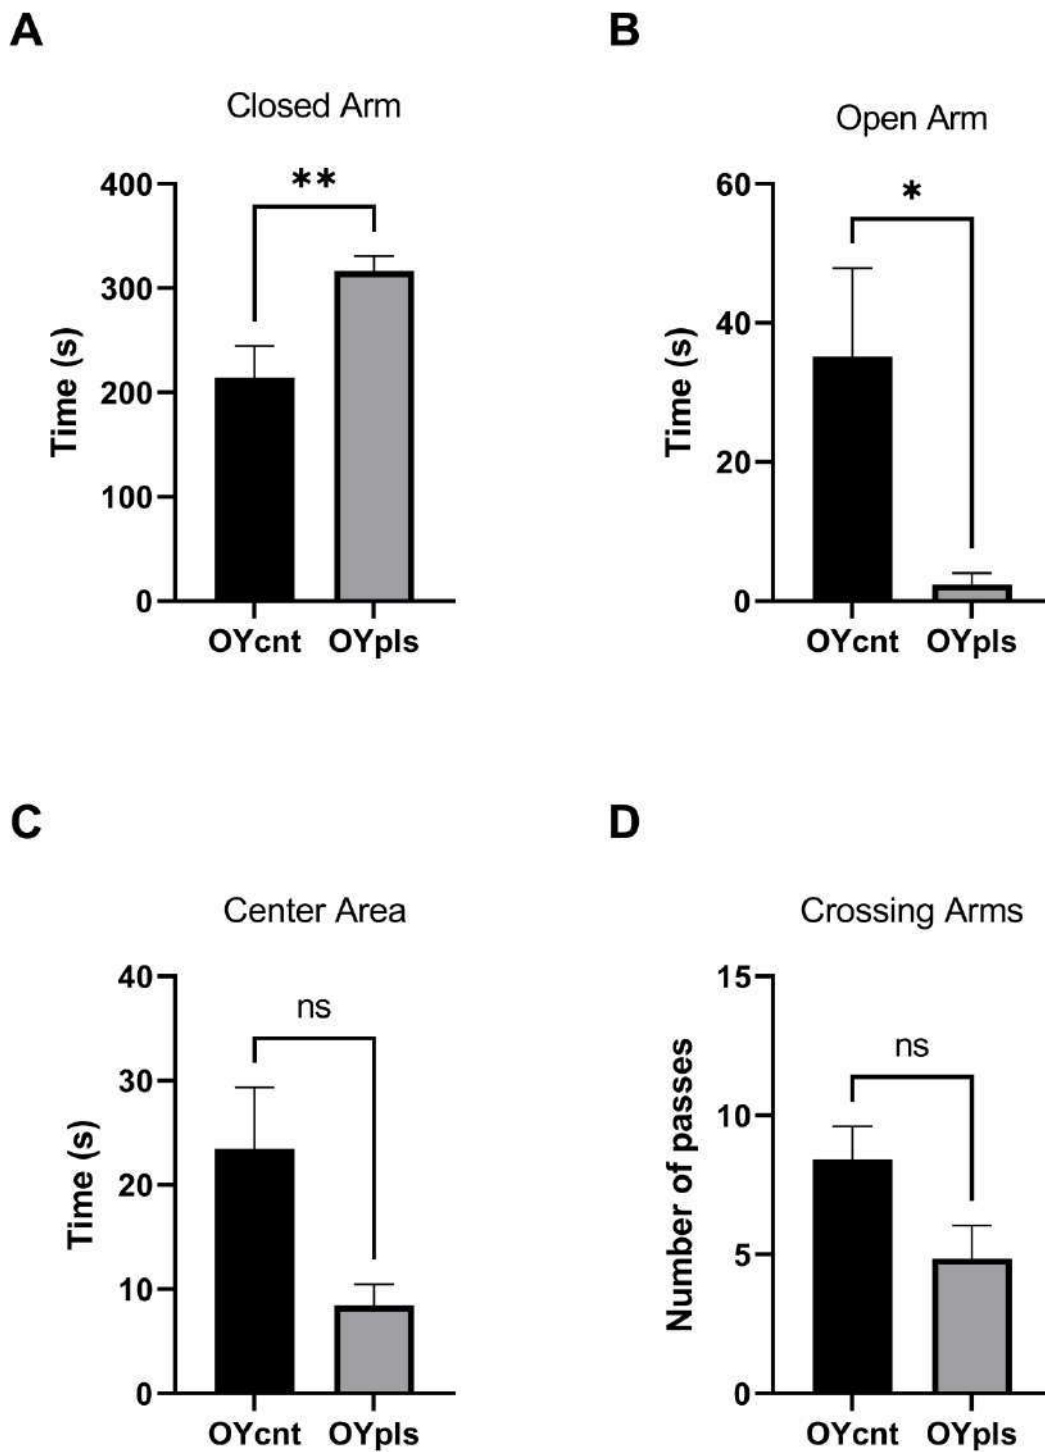 A
Closed Arm
**
400
300
200
100
0
Time (s)
OYcnt OYpls
B
Open Arm
*
60
40
20
0
Time (s)
OYcnt OYpls
C
Center Area
ns
40
30
20
10
0
Time (s)
OYcnt OYpls
D
Crossing Arms
ns
15
10
5
0
Number of passes
OYcnt OYpls